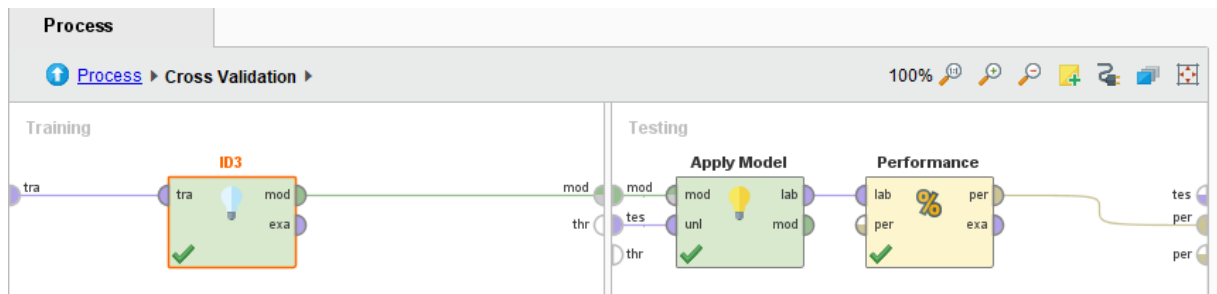 Process
Process Cross Validation 100%
Training
Testing
ID3
Apply Model
Performance
tra
tra
mod
exa
mod
thr
mod
tes
thr
mod
unl
lab
mod
lab
per
%
per
exa
tes
per
per